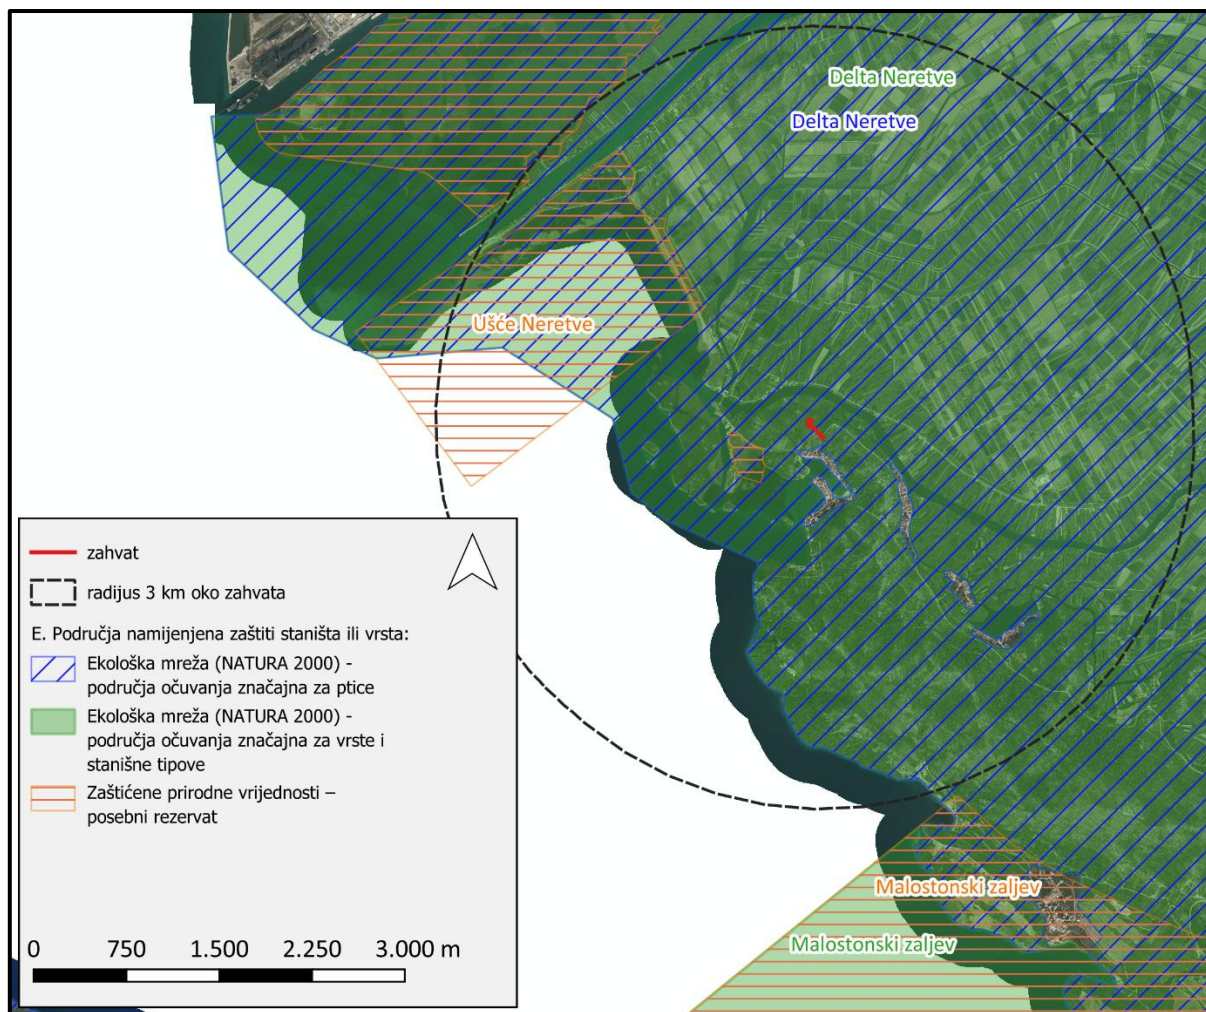 Delta Neretve
Delta Neretve
Ušće Neretve
zahvat
radijus 3 km oko zahvata
E. Područja namijenjena zaštiti staništa ili vrsta:
Ekološka mreža (NATURA 2000) -
područja očuvanja značajna za ptice
Ekološka mreža (NATURA 2000) -
područja očuvanja značajna za vrste i
stanišne tipove
Zaštićene prirodne vrijednosti –
posebni rezervat
0 750 1.500 2.250 3.000 m
Malostonski zaljev
Malostonski zaljev